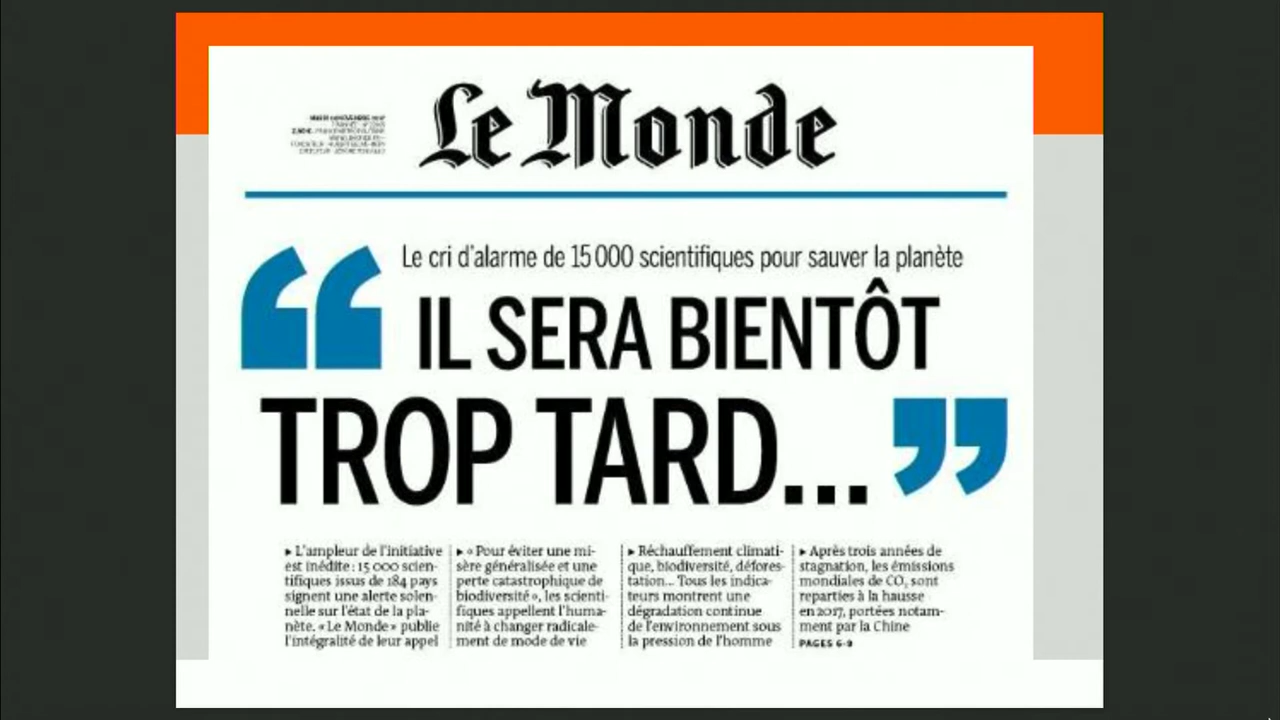 Le Monde
Le cri d'alarme de 15 000 scientifiques pour sauver la planète
“ IL SERA BIENTÔT
TROP TARD... ”
▸ L'ampleur de l'initiative
est inédite : 15 000 scien-
tifiques issus de 184 pays
signent une alerte solen-
nelle sur l'état de la pla-
nète. « Le Monde » publie
l'intégralité de leur appel
▸ « Pour éviter une mi-
sère généralisée et une
perte catastrophique de
biodiversité », les scienti-
fiques appellent l'huma-
nité à changer radicale-
ment de mode de vie
▸ Réchauffement climati-
que, biodiversité, défores-
tation... Tous les indica-
teurs montrent une
dégradation continue
de l'environnement sous
la pression de l'homme
▸ Après trois années de
stagnation, les émissions
mondiales de CO₂ sont
reparties à la hausse
en 2017, portées notam-
ment par la Chine
PAGES 6-9